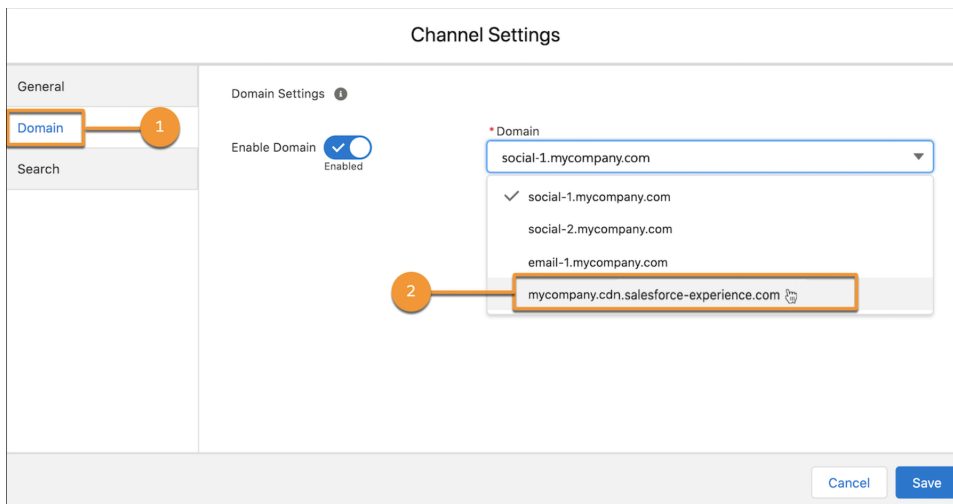 Channel Settings
General
Domain
1
Search
Domain Settings
Enable Domain
Enabled
* Domain
social-1.mycompany.com
social-1.mycompany.com
social-2.mycompany.com
email-1.mycompany.com
2
mycompany.cdn.salesforce-experience.com
Cancel
Save